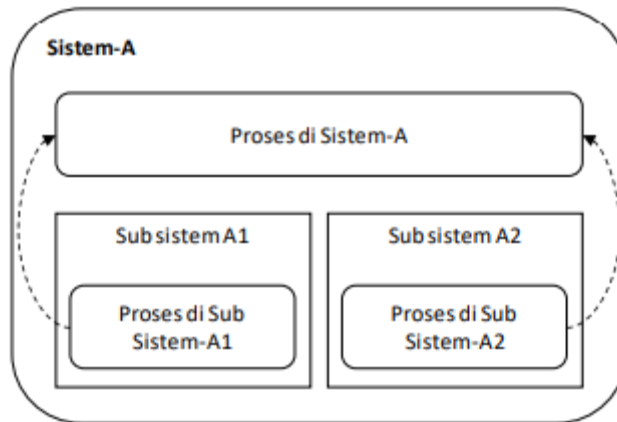 Sistem-A
Proses di Sistem-A
Sub sistem A1
Sub sistem A2
Proses di Sub
Sistem-A1
Proses di Sub
Sistem-A2